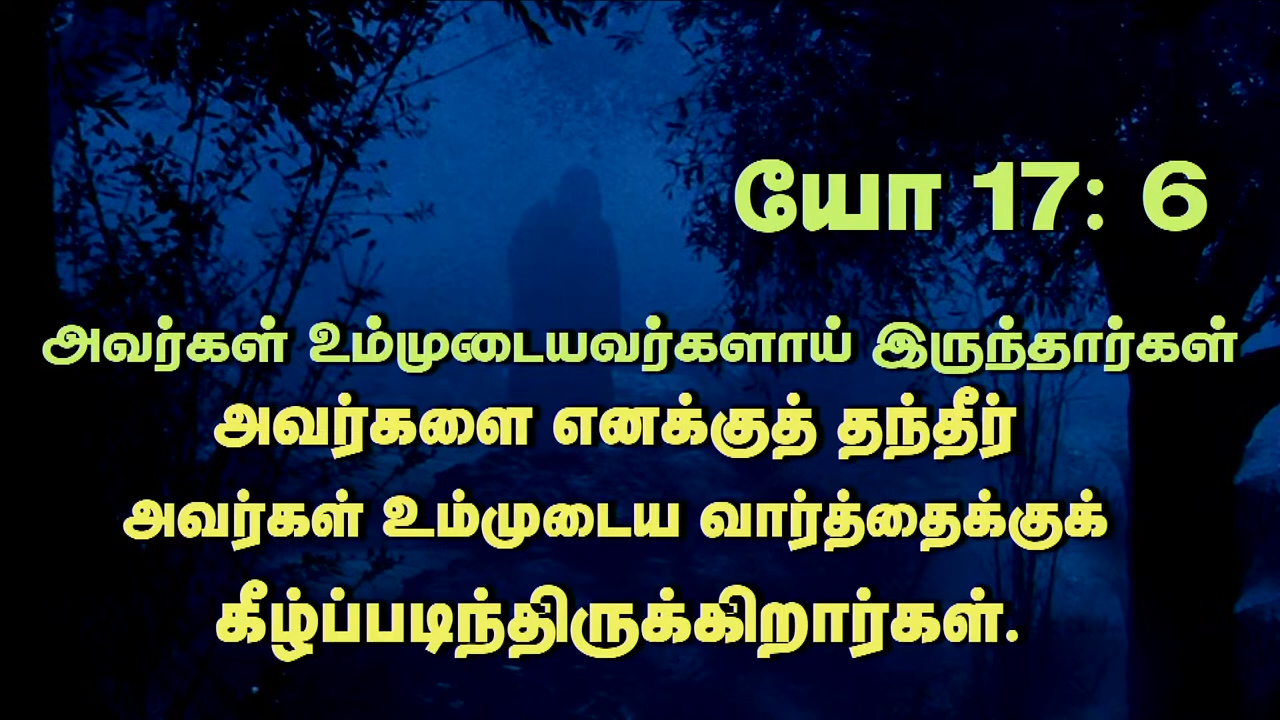 யோ 17: 6
அவர்கள் உம்முடையவர்களாய் இருந்தார்கள்
அவர்களை எனக்குத் தந்தீர்
அவர்கள் உம்முடைய வார்த்தைக்குக்
கீழ்ப்படிந்திருக்கிறார்கள்.